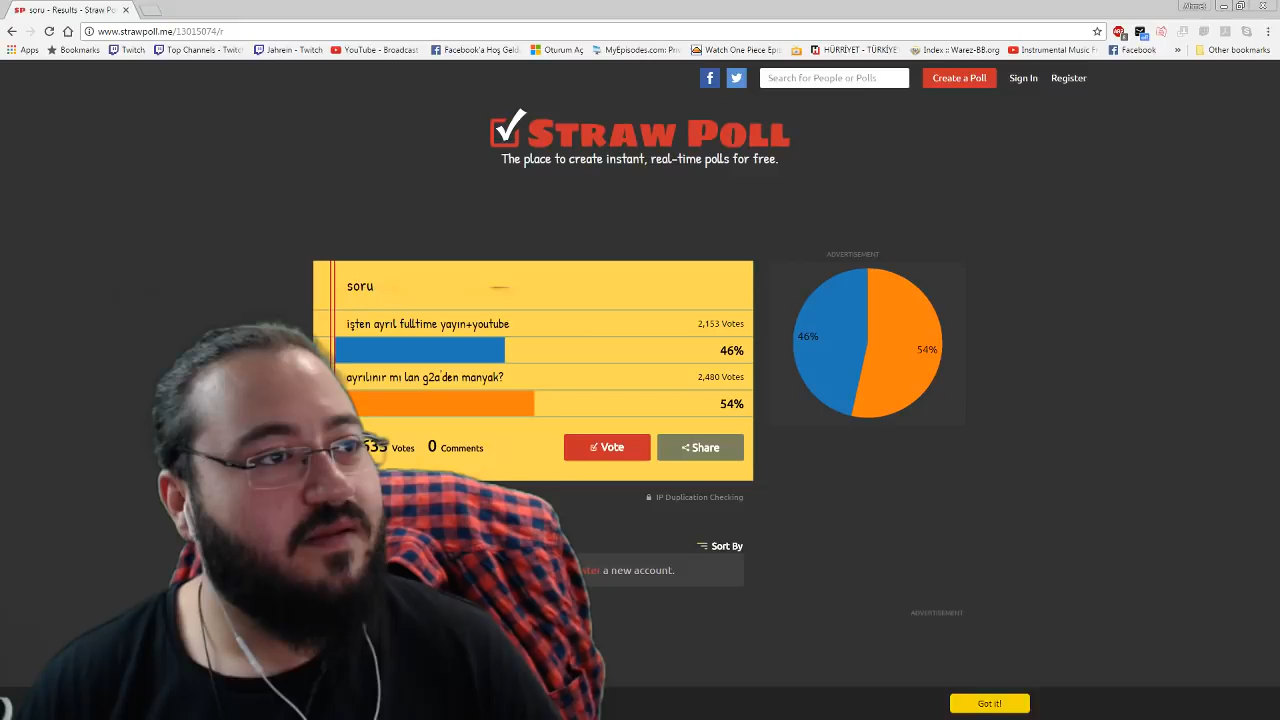 soru - Results - Straw Po
www.strawpoll.me/13015074/r
Apps Bookmarks Twitch Top Channels - Twitch Jahrein - Twitch YouTube - Broadcast Facebook'a Hoş Geld Oturum Aç MyEpisodes.com: Pro Watch One Piece Epi HÜRRİYET - TÜRKİYE Index :: Warez-BB.org Instrumental Music F Facebook » Other bookmarks
Search for People or Polls Create a Poll Sign In Register
STRAW POLL
The place to create instant, real-time polls for free.
ADVERTISEMENT
soru
işten ayrıl fulltime yayın+youtube 2,153 Votes
46%
ayrılınır mı lan g2a'den manyak? 2,480 Votes
54%
46%
54%
Votes 0 Comments
Vote Share
IP Duplication Checking
Sort By
a new account.
ADVERTISEMENT
Got it!